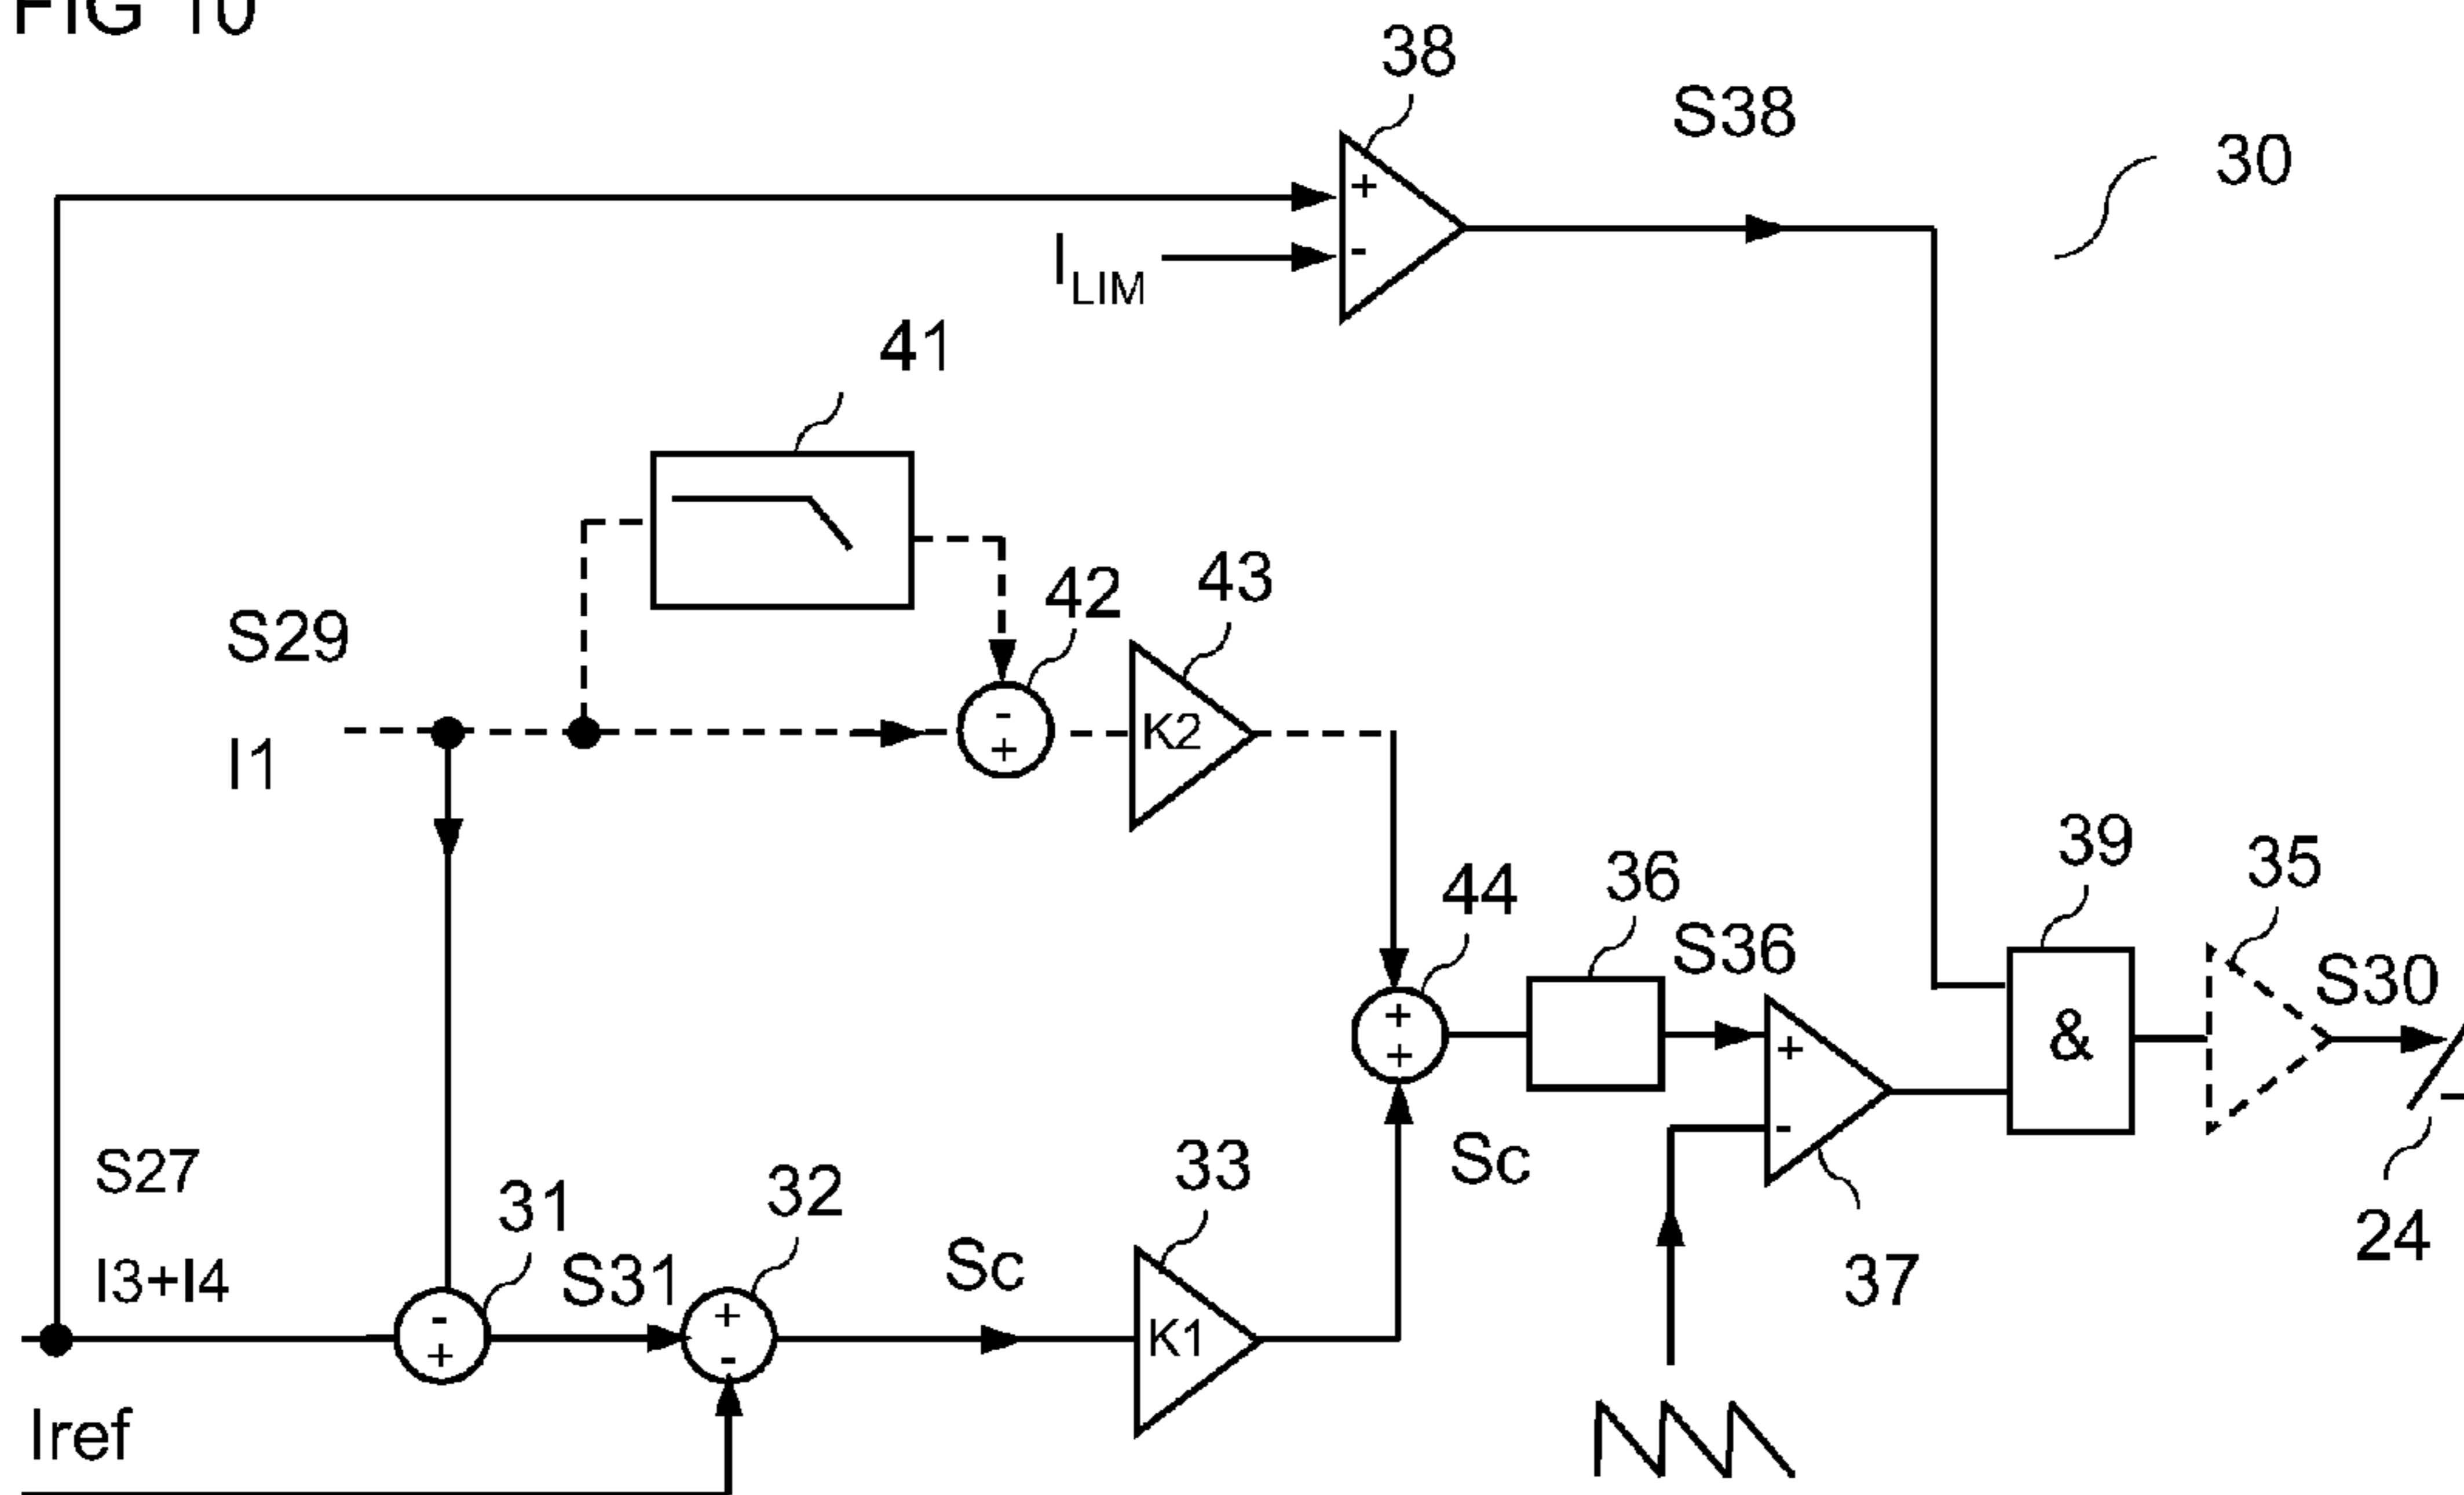 FIG 10
38
S38
30
+
-
I_LIM
41
42
43
S29
-
+
K2
I1
39
35
44
36
S36
S30
+
+
&
+
-
S27
31
32
33
Sc
37
24
I3+I4
S31
Sc
-
+
+
-
K1
Iref